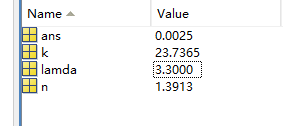 Name Value
ans 0.0025
k 23.7365
lamda 3.3000
n 1.3913